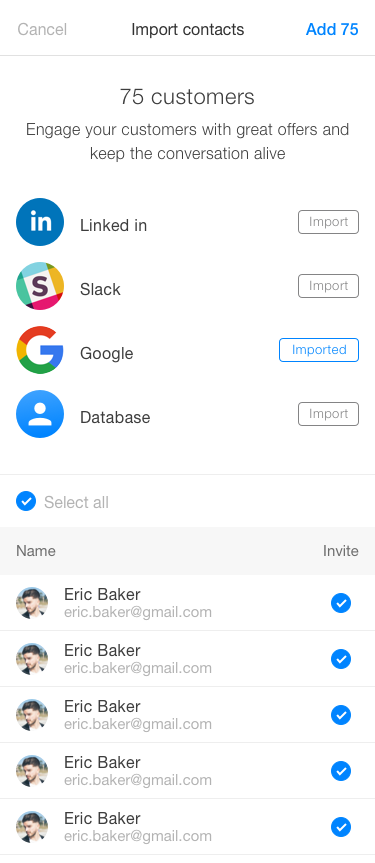 Cancel Import contacts Add 75
75 customers
Engage your customers with great offers and
keep the conversation alive
in Linked in Import
S Slack Import
G Google Imported
Database Import
Select all
Name Invite
Eric Baker
eric.baker@gmail.com
Eric Baker
eric.baker@gmail.com
Eric Baker
eric.baker@gmail.com
Eric Baker
eric.baker@gmail.com
Eric Baker
eric.baker@gmail.com